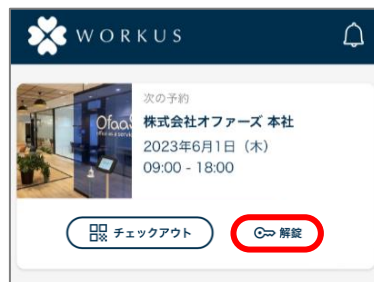 WORKUS
次の予約
株式会社オファーズ 本社
2023年6月1日（木）
09:00 - 18:00
チェックアウト
解錠